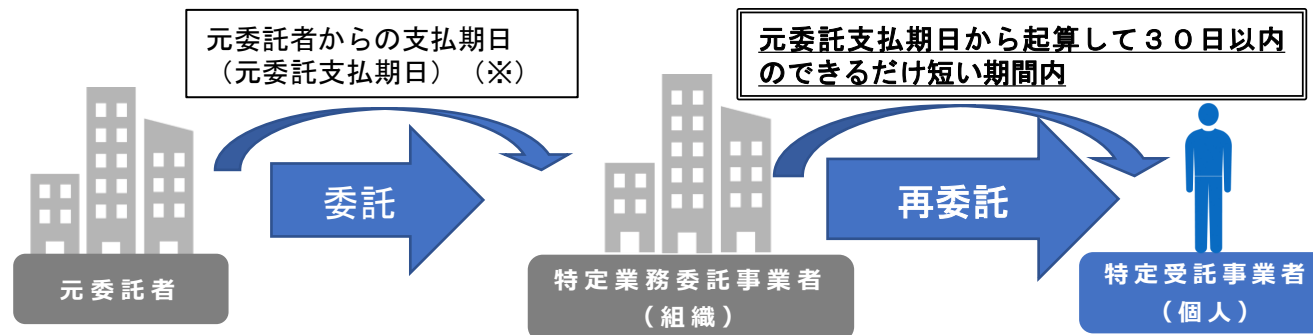 元委託者からの支払期日
（元委託支払期日）（※）
元委託支払期日から起算して３０日以内
のできるだけ短い期間内
委託
再委託
元委託者
特定業務委託事業者
（組織）
特定受託事業者
（個人）